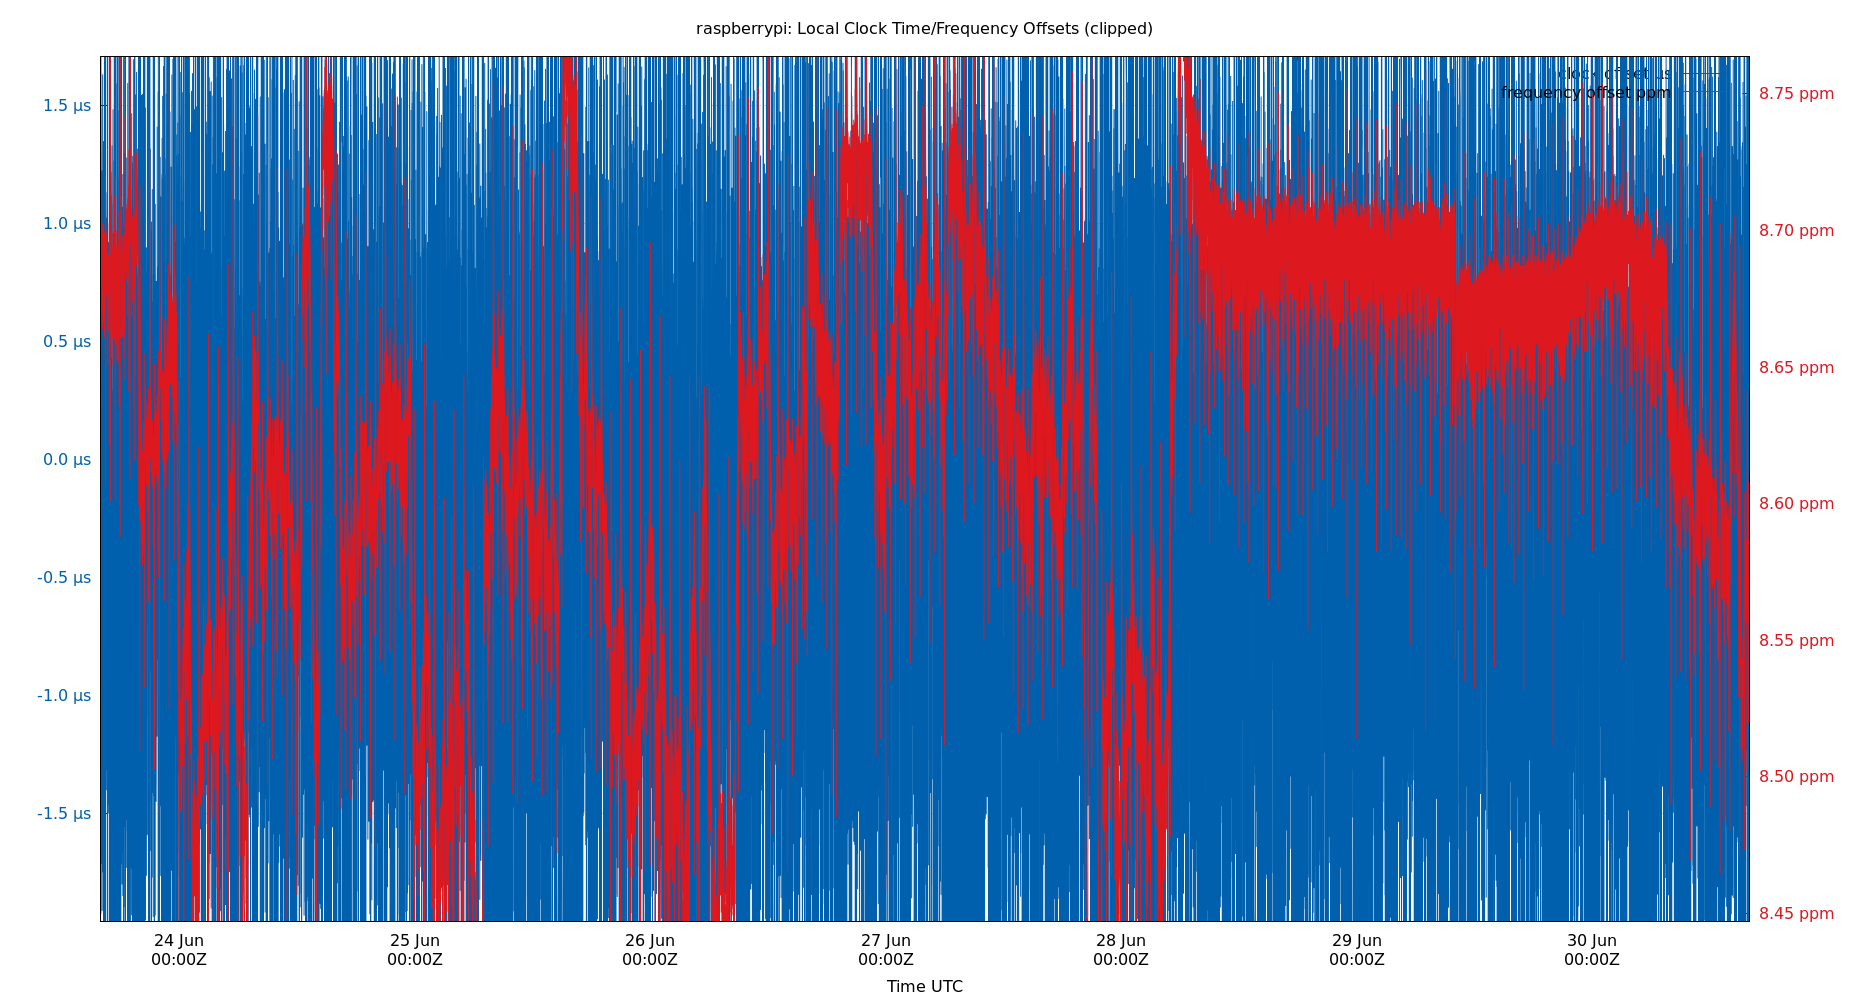 raspberrypi: Local Clock Time/Frequency Offsets (clipped)
clock offset µs
frequency offset ppm
1.5 µs
1.0 µs
0.5 µs
0.0 µs
-0.5 µs
-1.0 µs
-1.5 µs
8.75 ppm
8.70 ppm
8.65 ppm
8.60 ppm
8.55 ppm
8.50 ppm
8.45 ppm
24 Jun
00:00Z
25 Jun
00:00Z
26 Jun
00:00Z
27 Jun
00:00Z
28 Jun
00:00Z
29 Jun
00:00Z
30 Jun
00:00Z
Time UTC